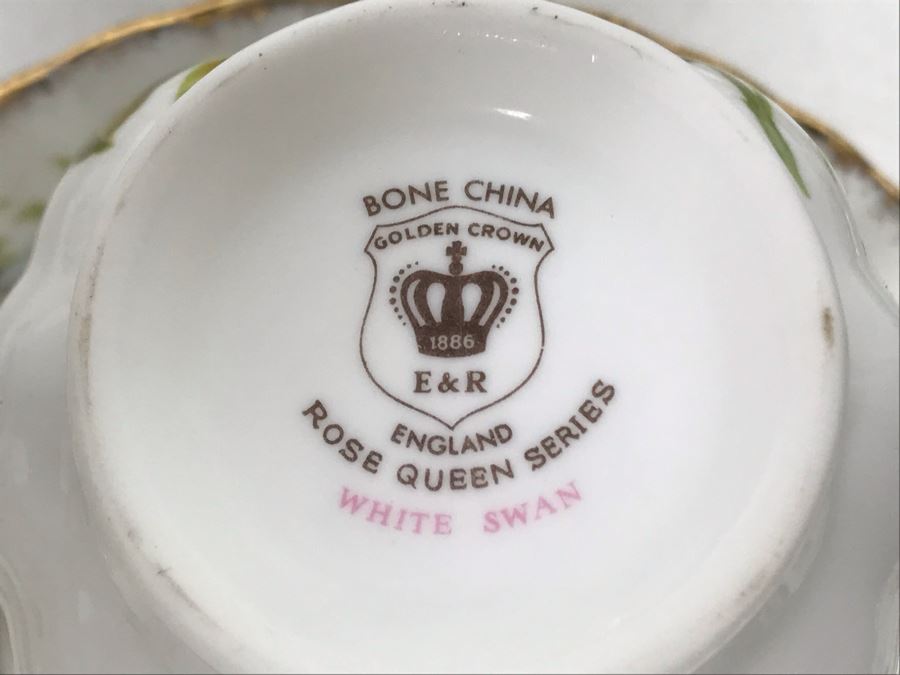 BONE CHINA
GOLDEN CROWN
1886
E & R
ENGLAND
ROSE QUEEN SERIES
WHITE SWAN